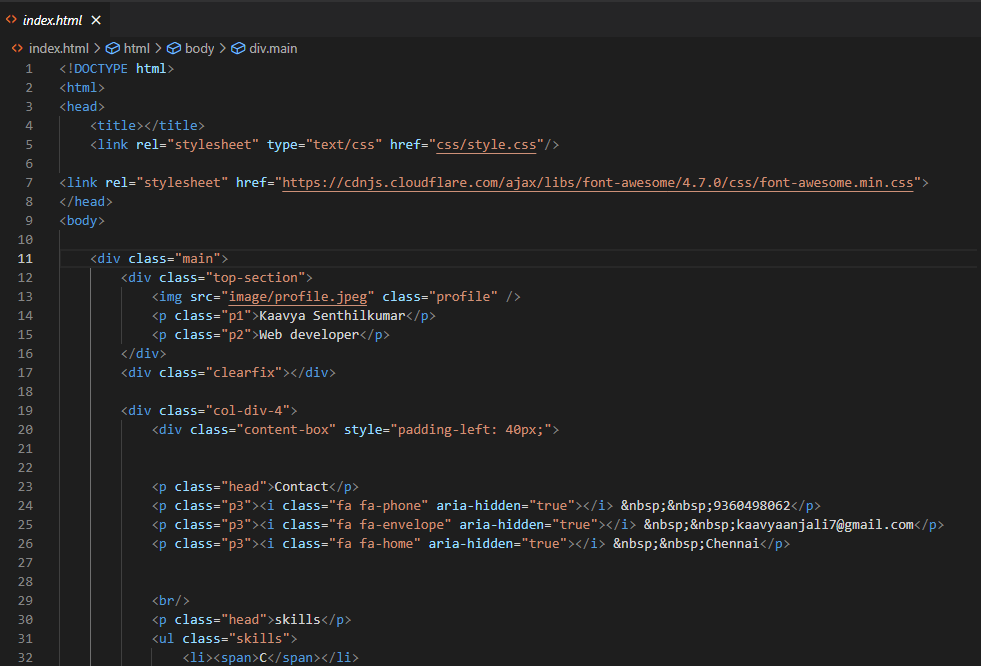 index.html
index.html > html > body > div.main
1 <!DOCTYPE html>
2 <html>
3 <head>
4     <title></title>
5     <link rel="stylesheet" type="text/css" href="css/style.css"/>
6
7 <link rel="stylesheet" href="https://cdnjs.cloudflare.com/ajax/libs/font-awesome/4.7.0/css/font-awesome.min.css">
8 </head>
9 <body>
10
11     <div class="main">
12         <div class="top-section">
13             <img src="image/profile.jpeg" class="profile" />
14             <p class="p1">Kaavya Senthilkumar</p>
15             <p class="p2">Web developer</p>
16         </div>
17         <div class="clearfix"></div>
18
19         <div class="col-div-4">
20             <div class="content-box" style="padding-left: 40px;">
21
22
23             <p class="head">Contact</p>
24             <p class="p3"><i class="fa fa-phone" aria-hidden="true"></i> &nbsp;&nbsp;9360498062</p>
25             <p class="p3"><i class="fa fa-envelope" aria-hidden="true"></i> &nbsp;&nbsp;kaavyaanjali7@gmail.com</p>
26             <p class="p3"><i class="fa fa-home" aria-hidden="true"></i> &nbsp;&nbsp;Chennai</p>
27
28
29             <br/>
30             <p class="head">skills</p>
31             <ul class="skills">
32                 <li><span>C</span></li>